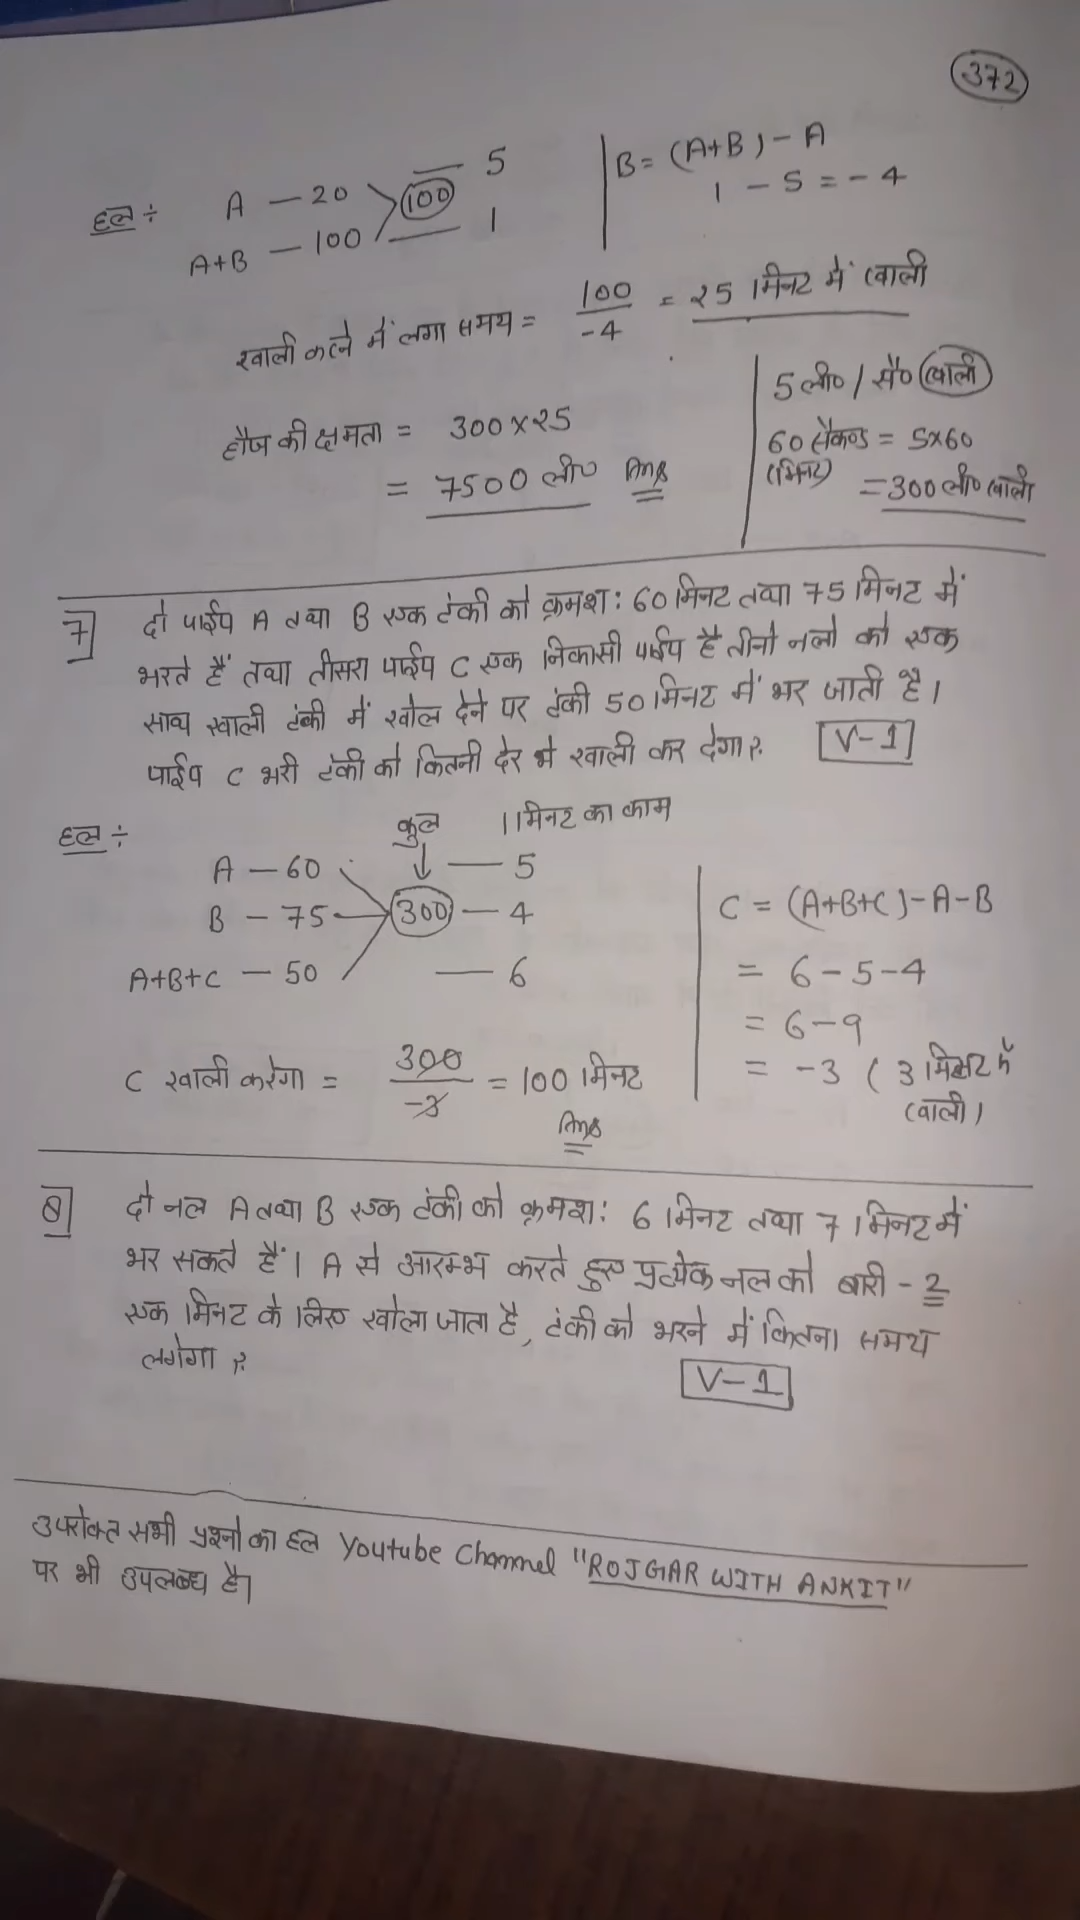 372
हल ÷ A — 20 100 — 5 B = (A+B) - A
A+B — 100 — 1 1 - 5 = - 4
खाली करने में लगा समय = 100/-4 = 25 मिनट में खाली
5 ली० / सै० खाली
हौज की क्षमता = 300 x 25 60 सैकण्ड = 5x60
(मिनट)
= 7500 ली० Ans = 300 ली० खाली
7] दो पाईप A तथा B एक टंकी को क्रमश: 60 मिनट तथा 75 मिनट में
भरते हैं तथा तीसरा पाईप C एक निकासी पाईप है तीनो नलो को एक
साथ खाली टंकी में खोल देने पर टंकी 50 मिनट में भर जाती है।
पाईप C भरी टंकी को कितनी देर मे खाली कर देगा?. V-1
हल ÷ कुल 1 मिनट का काम
A — 60 ↓ — 5
B — 75 300 — 4 C = (A+B+C) - A - B
A+B+C — 50 — 6 = 6 - 5 - 4
= 6 - 9
C खाली करेगा = 300/-3 = 100 मिनट = -3 ( 3 मिनट में
Ans खाली)
8] दो नल A तथा B एक टंकी को क्रमश: 6 मिनट तथा 7 मिनट में
भर सकते हैं। A से आरम्भ करते हुए प्रत्येक नल को बारी - 2
एक मिनट के लिए खोला जाता है, टंकी को भरने में कितना समय
लगेगा ?. V-1
उपरोक्त सभी प्रश्नो का हल Youtube Channel "ROJGAR WITH ANKIT"
पर भी उपलब्ध है।